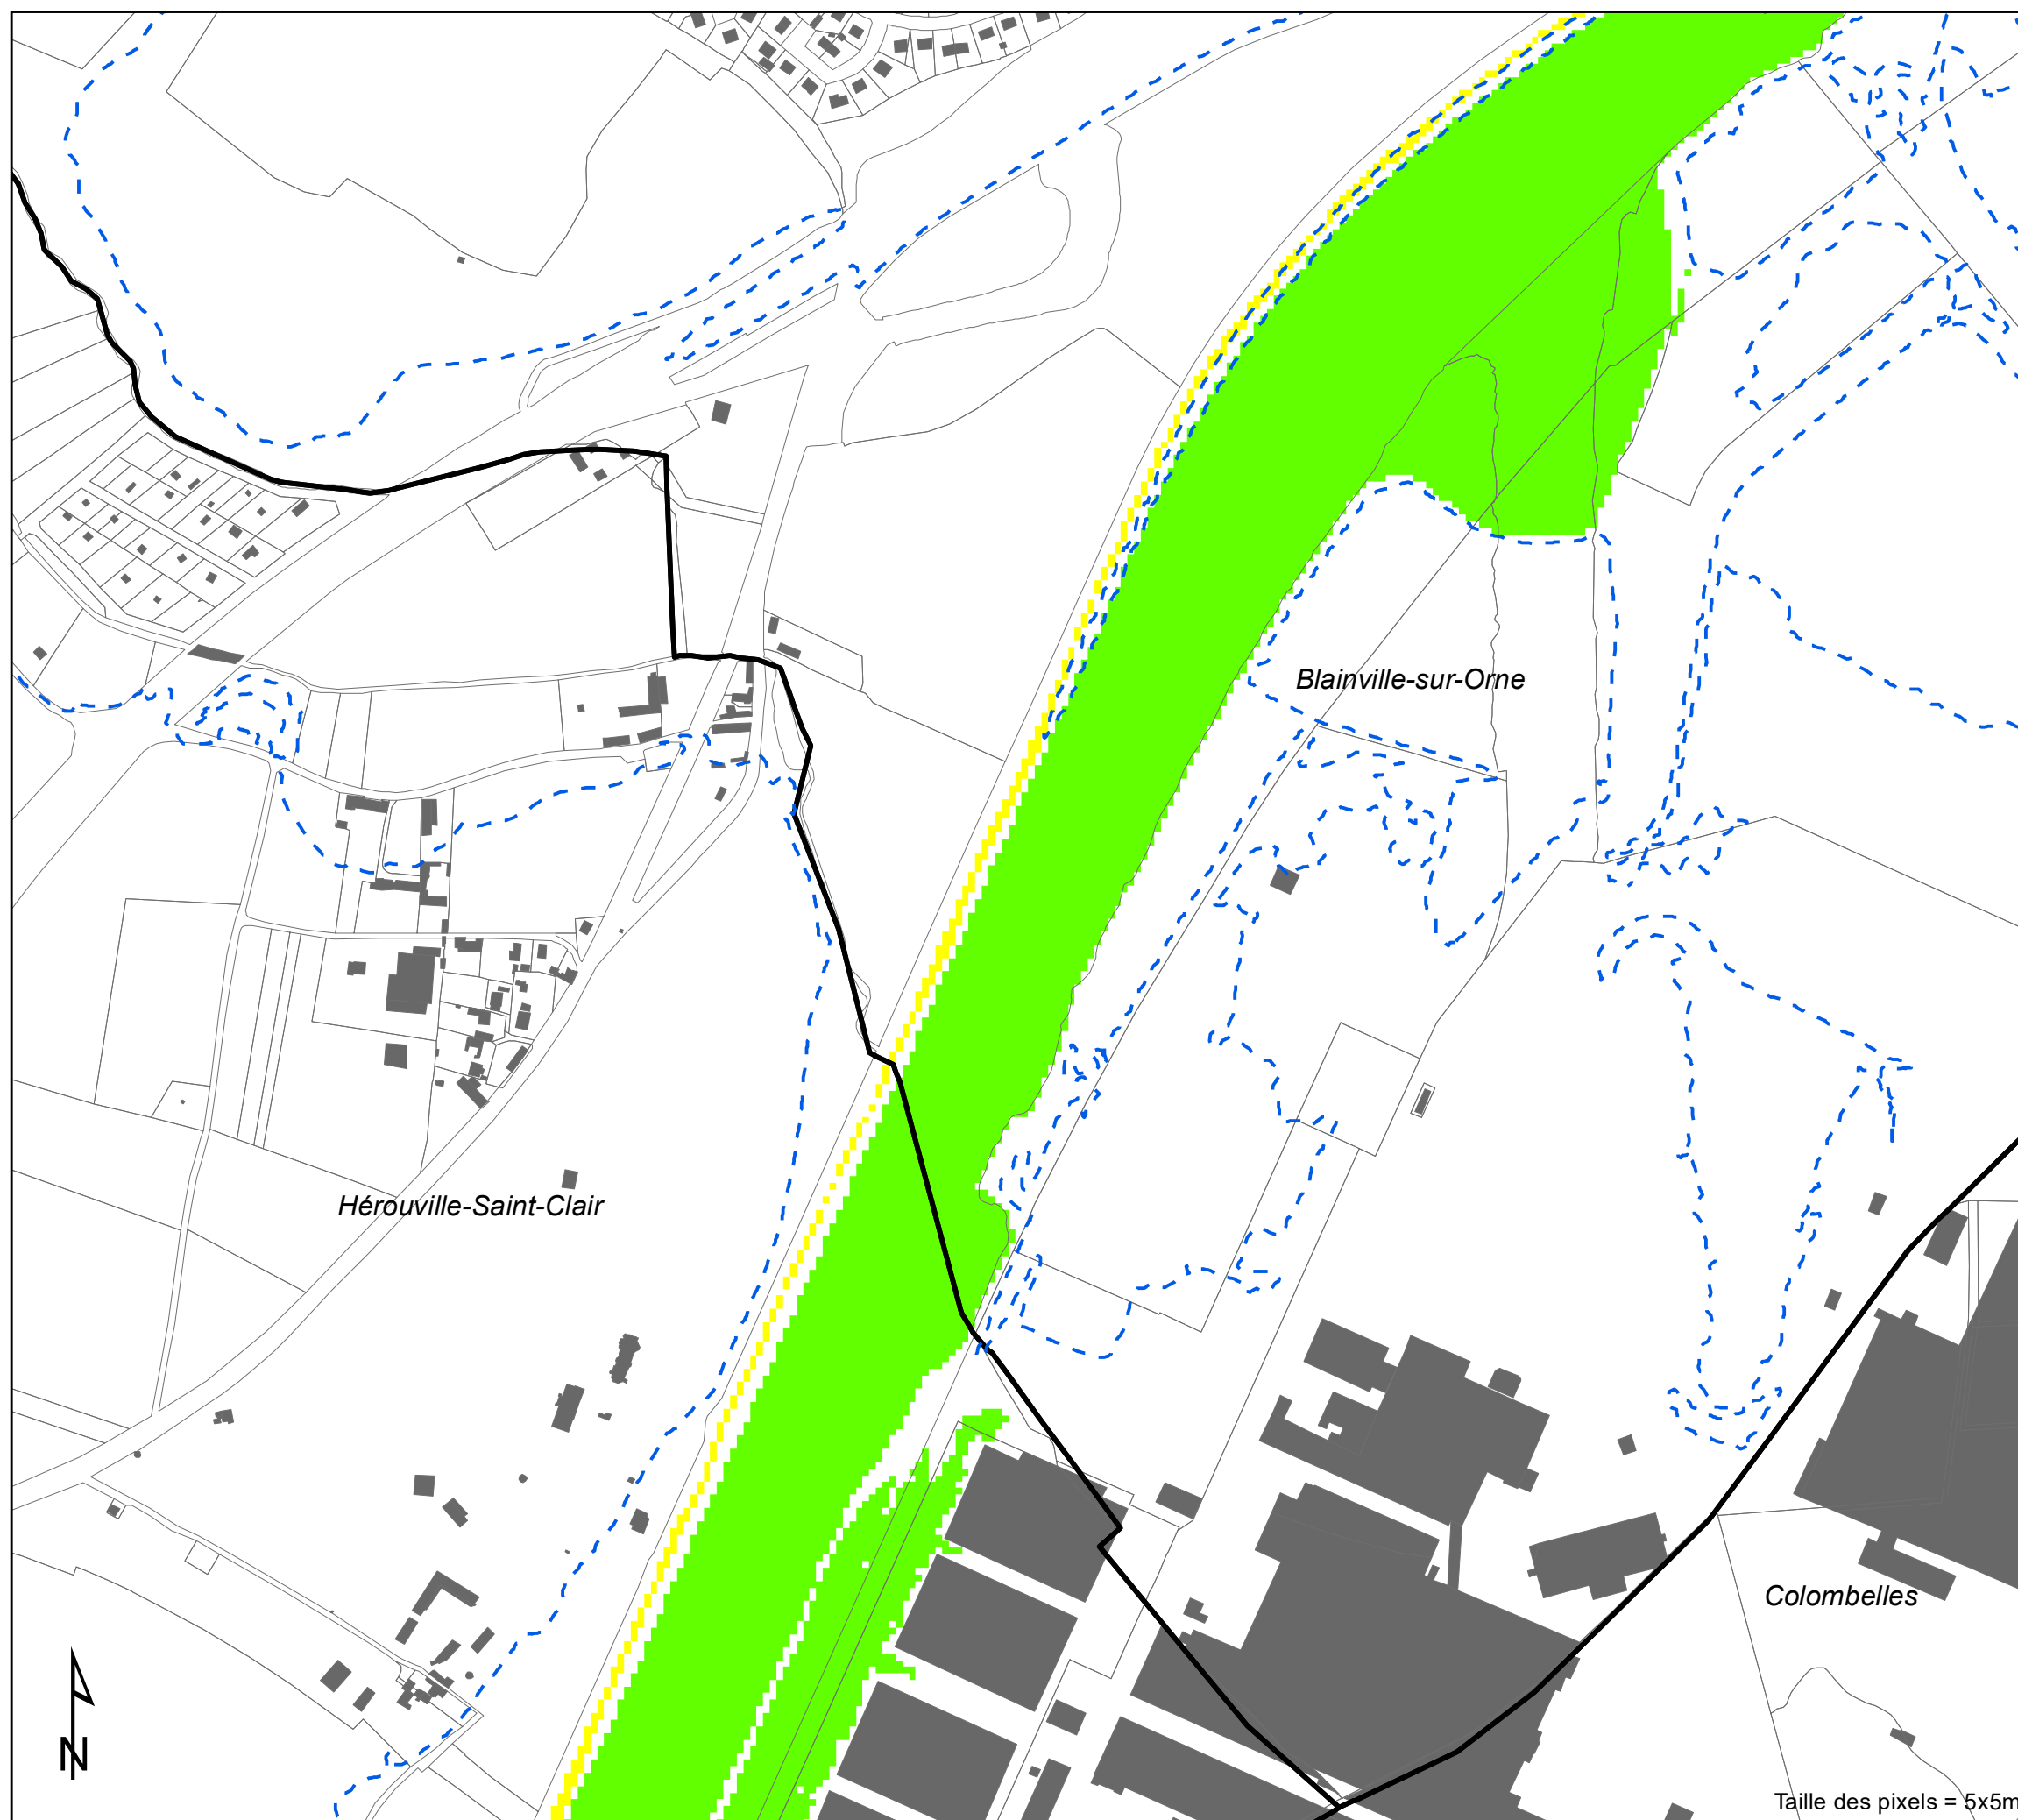 Blainville-sur-Orne
Hérouville-Saint-Clair
Colombelles
N
Taille des pixels = 5x5m